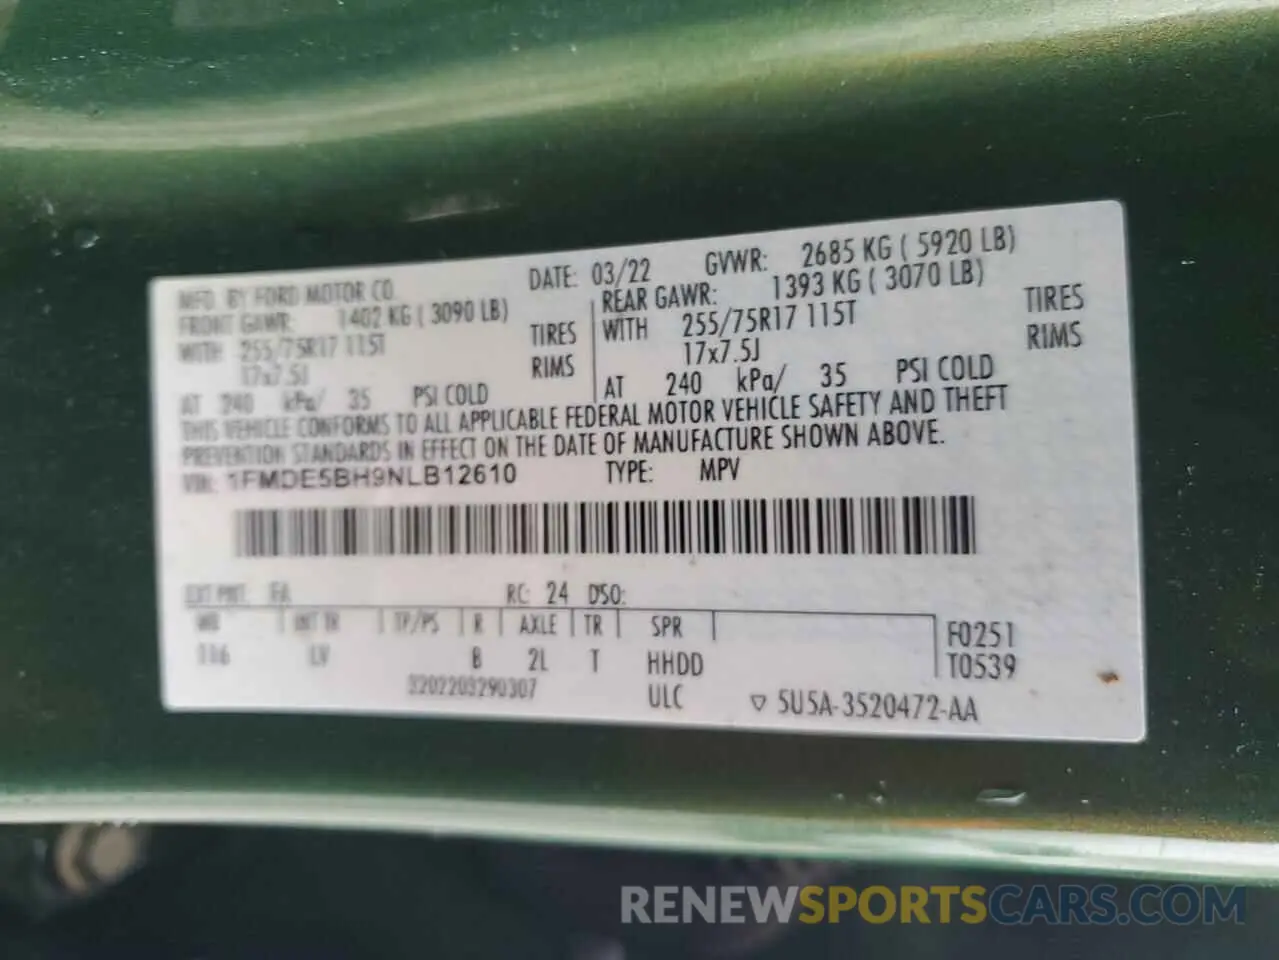 MFD. BY FORD MOTOR CO. DATE: 03/22 GVWR: 2685 KG ( 5920 LB)
FRONT GAWR: 1402 KG ( 3090 LB) REAR GAWR: 1393 KG ( 3070 LB)
WITH 255/75R17 115T TIRES WITH 255/75R17 115T TIRES
17x7.5J RIMS 17x7.5J RIMS
AT 240 kPa/ 35 PSI COLD AT 240 kPa/ 35 PSI COLD
THIS VEHICLE CONFORMS TO ALL APPLICABLE FEDERAL MOTOR VEHICLE SAFETY AND THEFT
PREVENTION STANDARDS IN EFFECT ON THE DATE OF MANUFACTURE SHOWN ABOVE.
VIN: 1FMDE5BH9NLB12610 TYPE: MPV
EXT PNT: FA RC: 24 DSO:
WB INT TR TP/PS R AXLE TR SPR F0251
116 LV B 2L T HHDD T0539
3202203290307 ULC ▽ 5U5A-3520472-AA
RENEWSPORTSCARS.COM